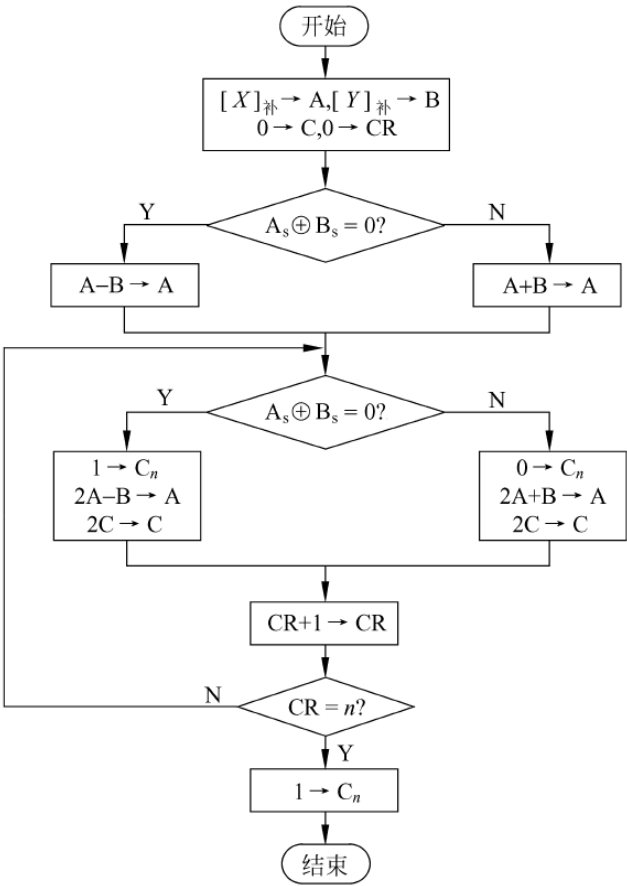 开始
[X]补→ A,[Y]补→ B
0→ C,0→ CR
Y
As⊕Bs = 0?
N
A−B→ A
A+B→ A
Y
As⊕Bs = 0?
N
1→ Cn
2A−B→ A
2C→ C
0→ Cn
2A+B→ A
2C→ C
CR+1→ CR
N
CR = n?
Y
1→ Cn
结束